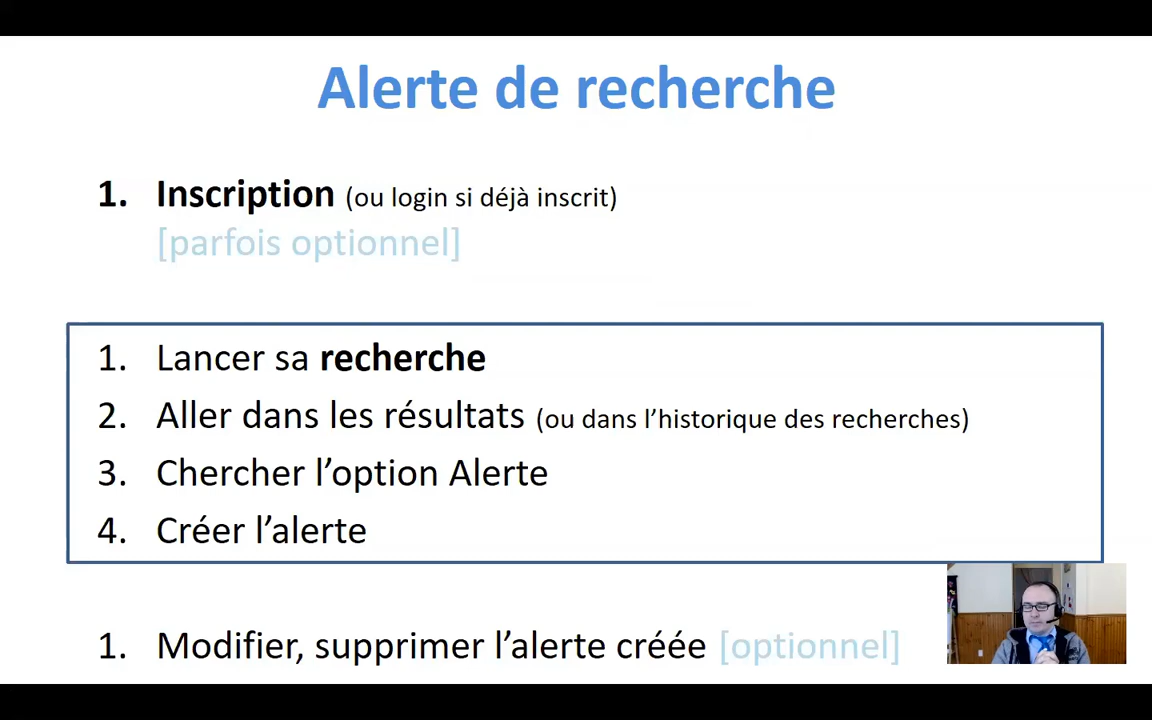 Alerte de recherche
1. Inscription (ou login si déjà inscrit)
[parfois optionnel]
1. Lancer sa recherche
2. Aller dans les résultats (ou dans l’historique des recherches)
3. Chercher l’option Alerte
4. Créer l’alerte
1. Modifier, supprimer l’alerte créée [optionnel]